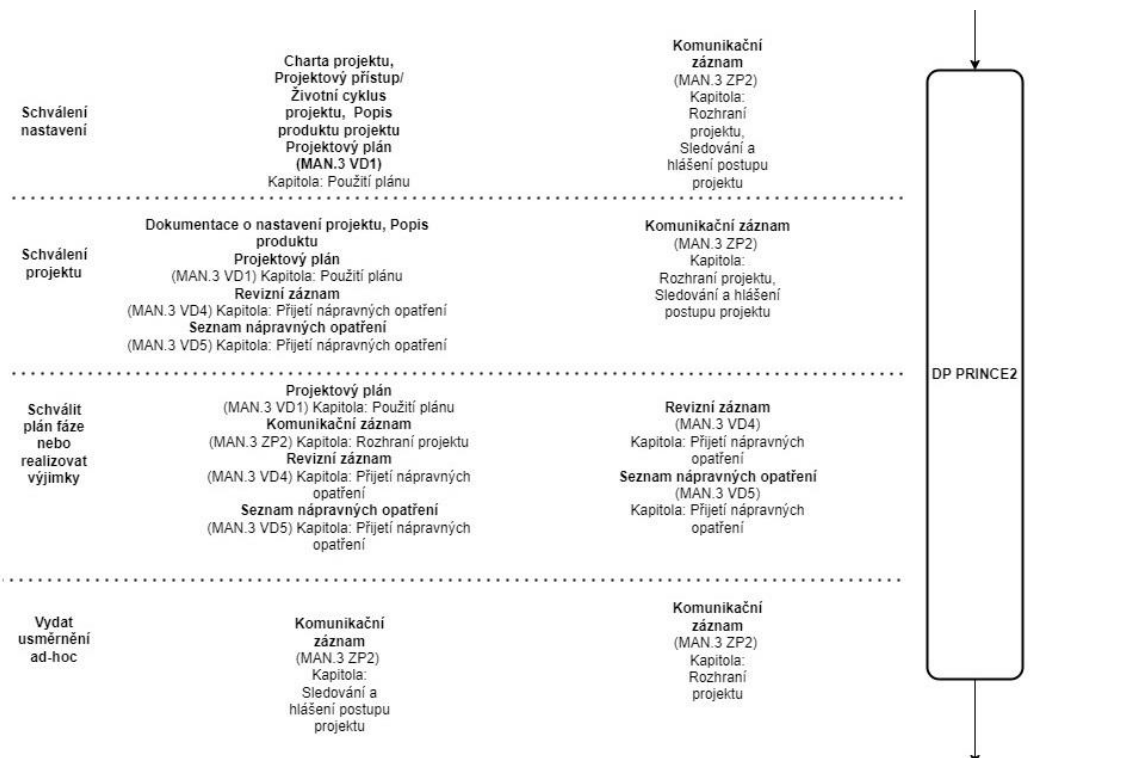 Schválení
nastavení
Charta projektu,
Projektový přístup/
Životní cyklus
projektu, Popis
produktu projektu
Projektový plán
(MAN.3 VD1)
Kapitola: Použití plánu
Komunikační
záznam
(MAN.3 ZP2)
Kapitola:
Rozhraní
projektu,
Sledování a
hlášení postupu
projektu
Schválení
projektu
Dokumentace o nastavení projektu, Popis
produktu
Projektový plán
(MAN.3 VD1) Kapitola: Použití plánu
Revizní záznam
(MAN.3 VD4) Kapitola: Přijetí nápravných opatření
Seznam nápravných opatření
(MAN.3 VD5) Kapitola: Přijetí nápravných opatření
Komunikační záznam
(MAN.3 ZP2)
Kapitola:
Rozhraní projektu,
Sledování a hlášení
postupu projektu
Schválit
plán fáze
nebo
realizovat
výjimky
Projektový plán
(MAN.3 VD1) Kapitola: Použití plánu
Komunikační záznam
(MAN.3 ZP2) Kapitola: Rozhraní projektu
Revizní záznam
(MAN.3 VD4) Kapitola: Přijetí nápravných
opatření
Seznam nápravných opatření
(MAN.3 VD5) Kapitola: Přijetí nápravných
opatření
Revizní záznam
(MAN.3 VD4)
Kapitola: Přijetí nápravných
opatření
Seznam nápravných opatření
(MAN.3 VD5)
Kapitola: Přijetí nápravných
opatření
Vydat
usměrnění
ad-hoc
Komunikační
záznam
(MAN.3 ZP2)
Kapitola:
Sledování a
hlášení postupu
projektu
Komunikační
záznam
(MAN.3 ZP2)
Kapitola:
Rozhraní
projektu
DP PRINCE2